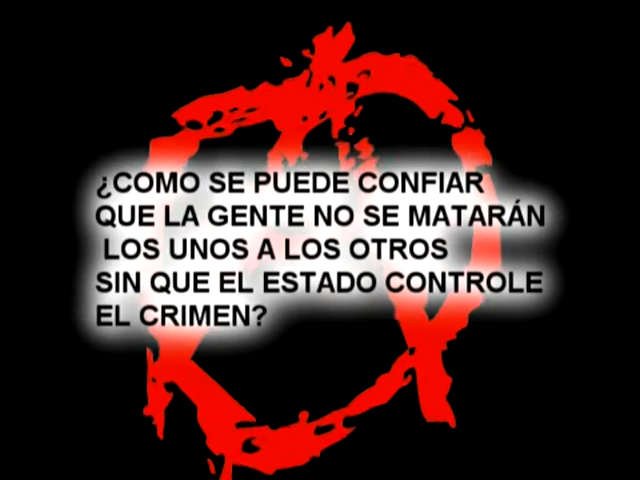 ¿COMO SE PUEDE CONFIAR
QUE LA GENTE NO SE MATARÁN
LOS UNOS A LOS OTROS
SIN QUE EL ESTADO CONTROLE
EL CRIMEN?